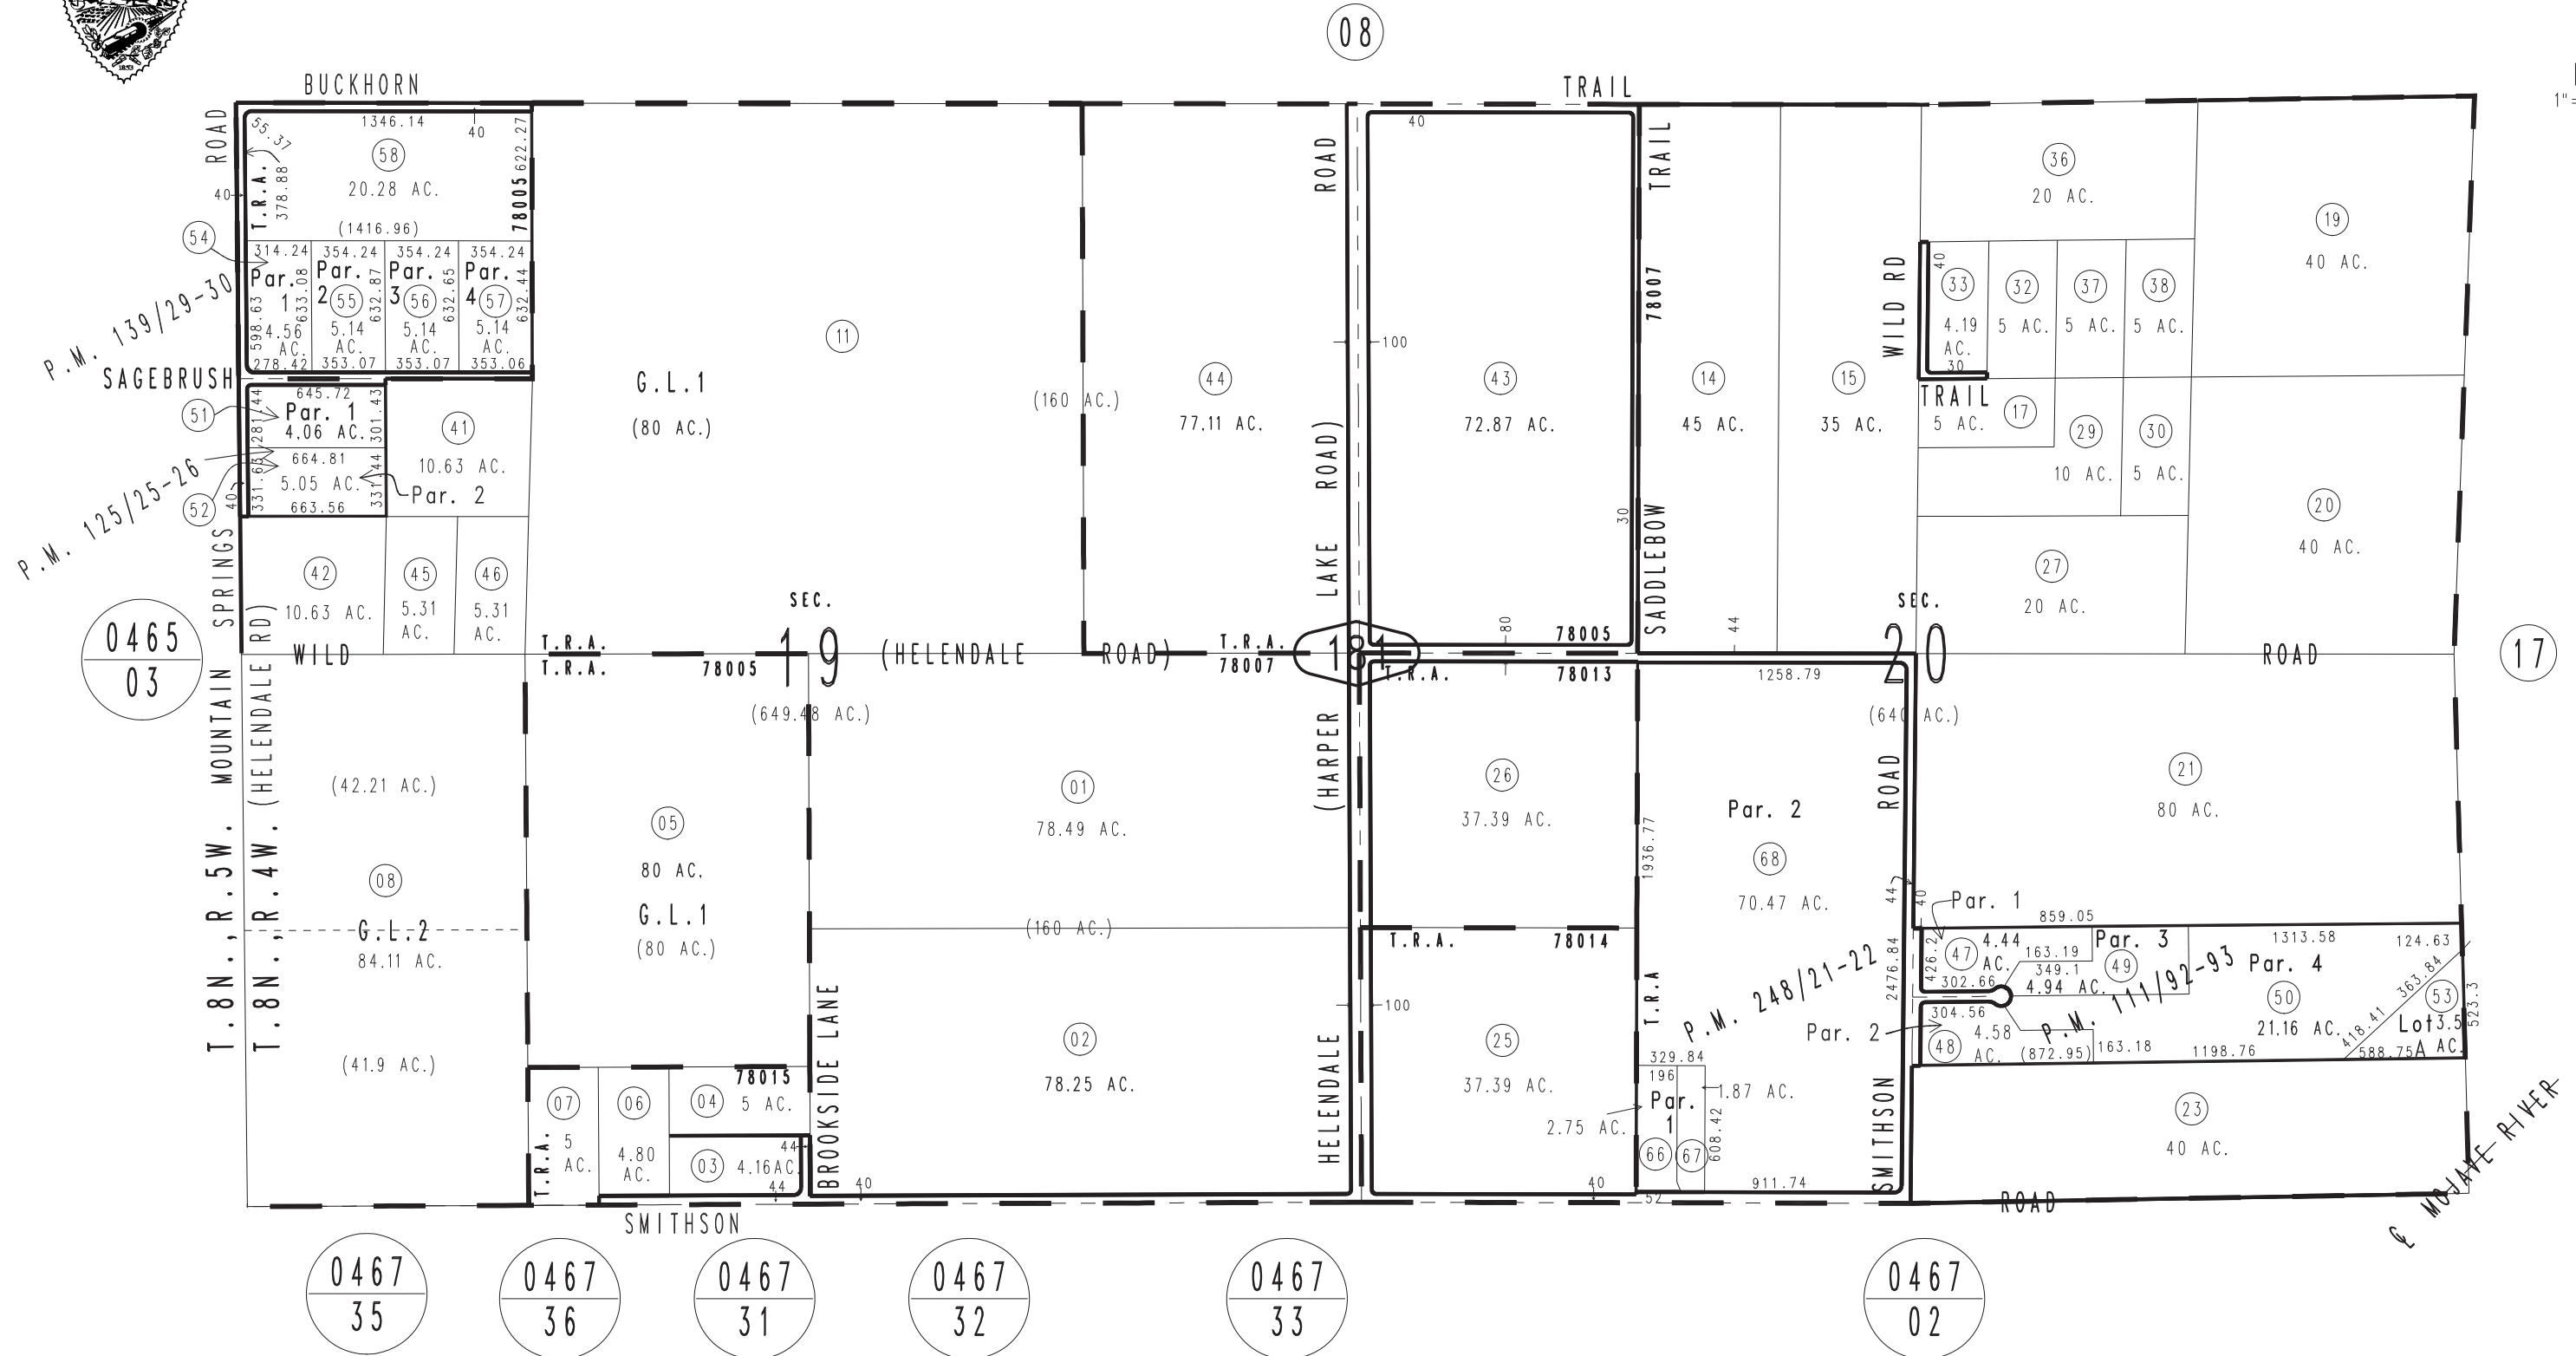 08
BUCKHORN
TRAIL
1"=
ROAD
55.37
1346.14
40
622.27
58
20.28 AC.
378.88
T.R.A.
78005
40
(1416.96)
54
314.24
354.24
354.24
354.24
Par. 1
633.08
598.63
4.56 AC.
278.42
Par. 2
55
632.87
5.14 AC.
353.07
Par. 3
56
632.65
5.14 AC.
353.07
Par. 4
57
632.44
5.14 AC.
353.06
P.M. 139/29-30
SAGEBRUSH
645.72
51
Par. 1
4.06 AC.
281.44
301.43
41
10.63 AC.
664.81
5.05 AC.
331.63
331.44
Par. 2
663.56
52
40
P.M. 125/25-26
42
10.63 AC.
45
5.31 AC.
46
5.31 AC.
11
G.L.1
(80 AC.)
(160 AC.)
44
77.11 AC.
ROAD
LAKE ROAD)
40
100
43
72.87 AC.
30
80
TRAIL
78007
SADDLEBOW
14
45 AC.
44
15
35 AC.
WILD RD
36
20 AC.
19
40 AC.
40
33
4.19 AC.
30
32
5 AC.
37
5 AC.
38
5 AC.
TRAIL
17
5 AC.
29
10 AC.
30
5 AC.
20
40 AC.
27
20 AC.
0465
03
SPRINGS
MOUNTAIN
(HELENDALE RD)
WILD
T.R.A.
T.R.A.
78005
SEC.
19
(HELENDALE ROAD)
T.R.A.
78007
181
78005
T.R.A.
78013
SEC.
20
ROAD
17
(649.48 AC.)
1258.79
(640 AC.)
T.8N.,R.5W.
T.8N.,R.4W.
(42.21 AC.)
08
G.L.2
84.11 AC.
(41.9 AC.)
05
80 AC.
G.L.1
(80 AC.)
01
78.49 AC.
(160 AC.)
02
78.25 AC.
(HARPER
HELENDALE
100
26
37.39 AC.
T.R.A.
78014
25
37.39 AC.
1936.77
T.R.A
Par. 2
68
70.47 AC.
P.M. 248/21-22
ROAD
SMITHSON
44
40
2476.84
21
80 AC.
Par. 1
859.05
426.2
47
4.44 AC.
163.19
349.1
302.66
Par. 3
49
4.94 AC.
P.M. 111/92-93
1313.58
124.63
Par. 4
50
21.16 AC.
363.84
418.41
53
523.3
Lot A
3.5 AC.
588.75
Par. 2
304.56
48
4.58 AC.
(872.95)
163.18
1198.76
23
40 AC.
78015
07
5 AC.
06
4.80 AC.
04
5 AC.
03
4.16AC.
44
44
T.R.A.
BROOKSIDE LANE
40
40
329.84
196
Par. 1
1.87 AC.
2.75 AC.
608.42
66
67
911.74
52
SMITHSON
ROAD
℄ MOJAVE RIVER
0467
35
0467
36
0467
31
0467
32
0467
33
0467
02